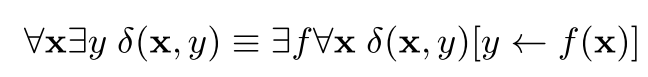 ∀𝐱∃y δ(𝐱, y) ≡ ∃f∀𝐱 δ(𝐱, y)[y ← f(𝐱)]